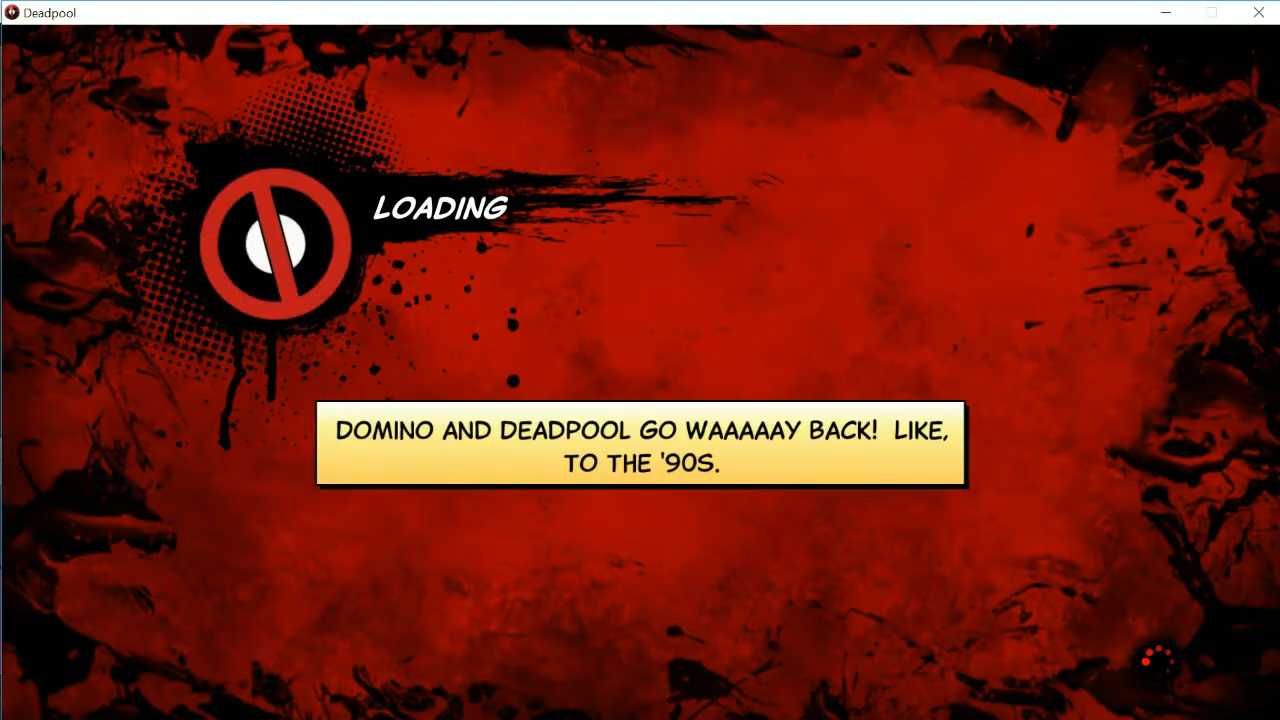 Deadpool
LOADING
DOMINO AND DEADPOOL GO WAAAAAY BACK! LIKE,
TO THE '90S.